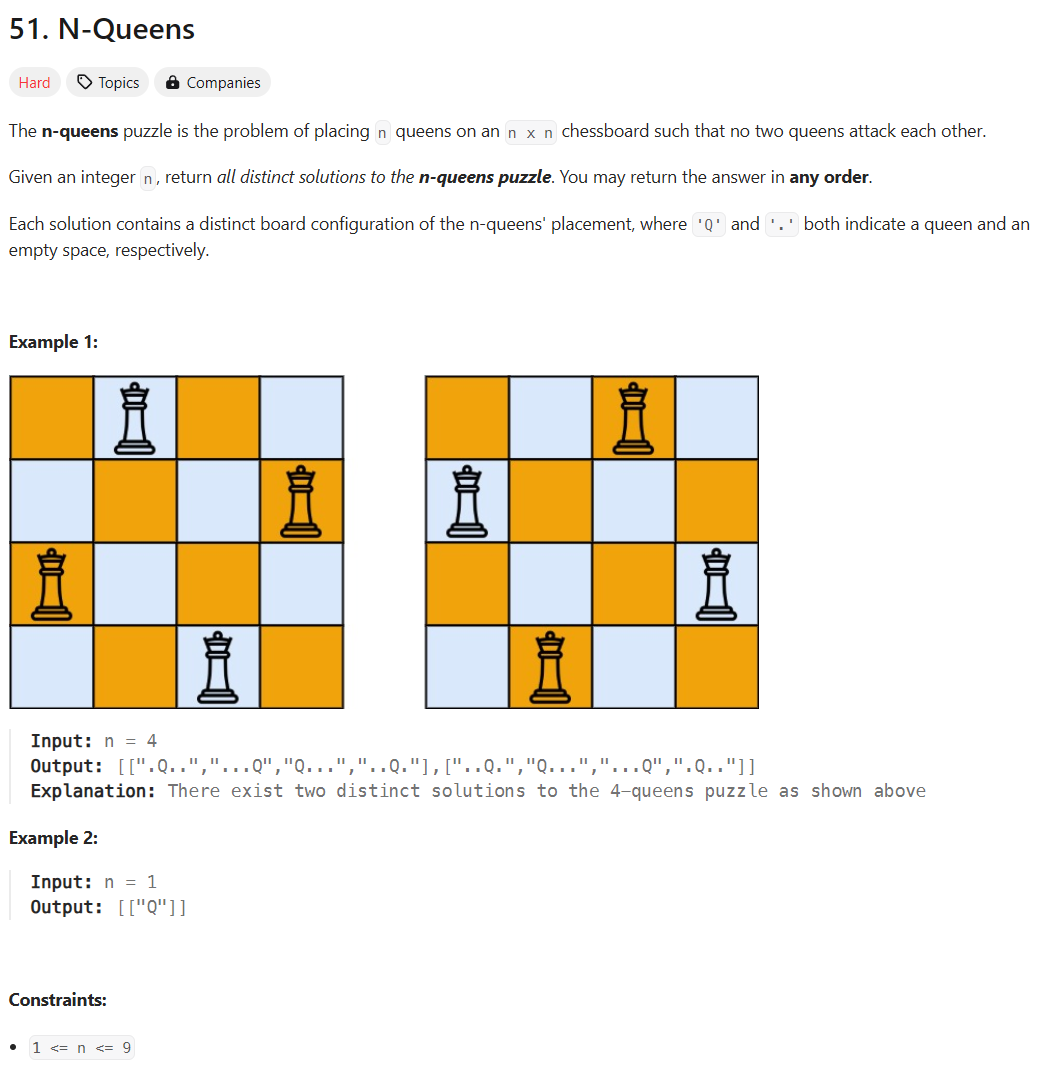 51. N-Queens
Hard Topics Companies
The n-queens puzzle is the problem of placing n queens on an n x n chessboard such that no two queens attack each other.
Given an integer n, return all distinct solutions to the n-queens puzzle. You may return the answer in any order.
Each solution contains a distinct board configuration of the n-queens' placement, where 'Q' and '.' both indicate a queen and an
empty space, respectively.
Example 1:
Input: n = 4
Output: [[".Q..","...Q","Q...","..Q."],["..Q.","Q...","...Q",".Q.."]]
Explanation: There exist two distinct solutions to the 4-queens puzzle as shown above
Example 2:
Input: n = 1
Output: [["Q"]]
Constraints:
• 1 <= n <= 9